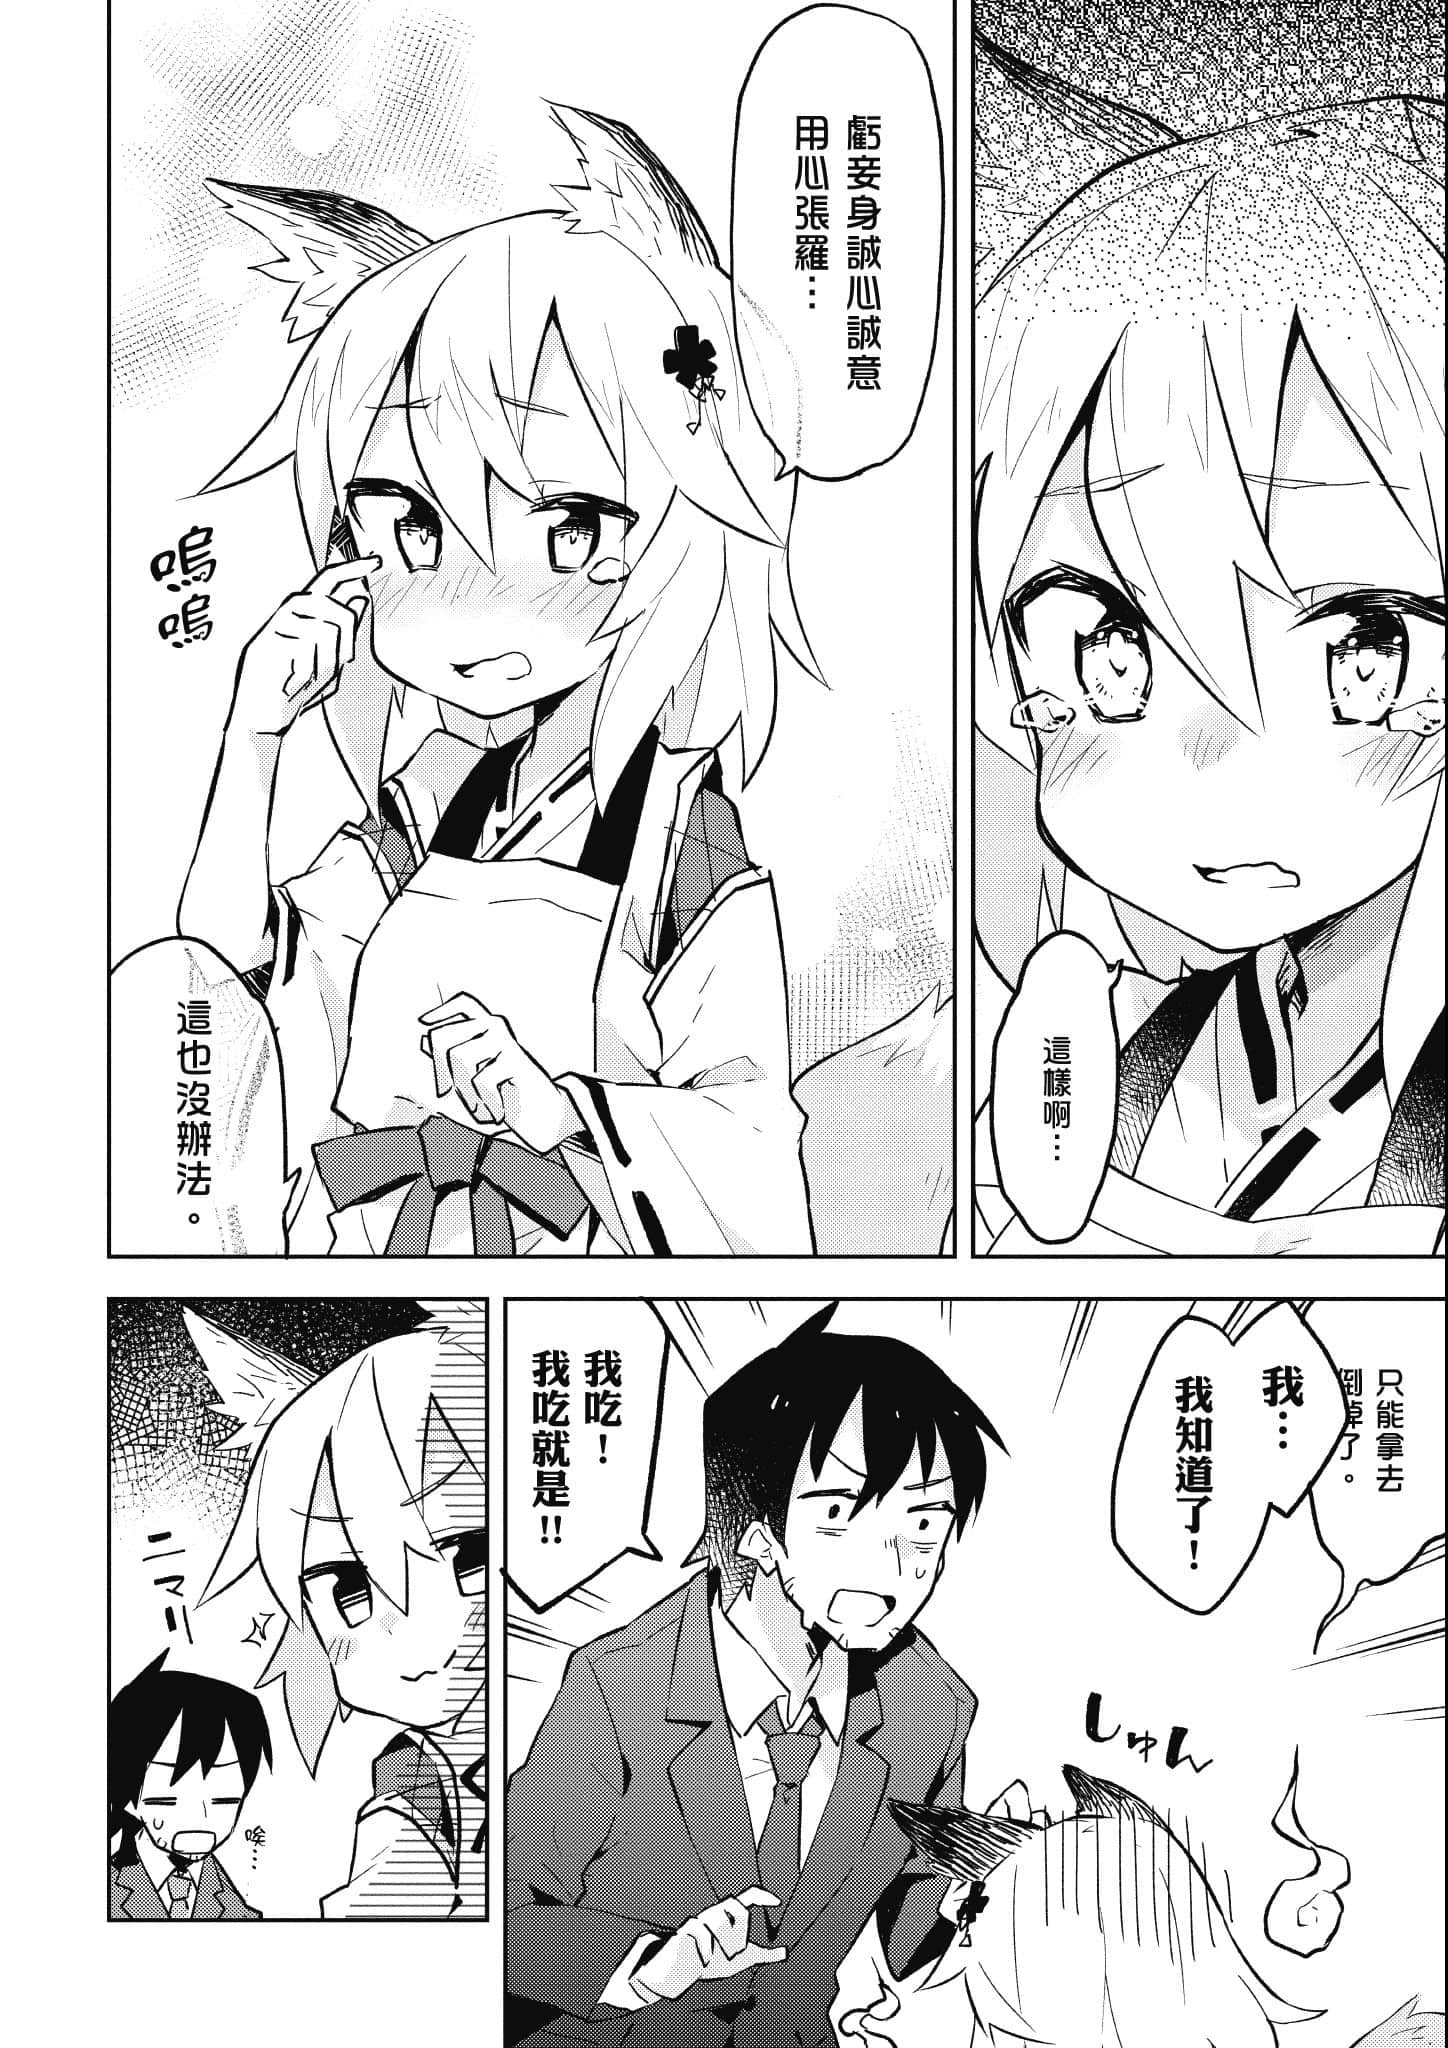 這樣啊…
虧妾身誠心誠意
用心張羅…
嗚
嗚
這也沒辦法。
只能拿去
倒掉了。
我…
我知道了！
しゅん
我吃！
我吃就是!!
ニマー
唉…